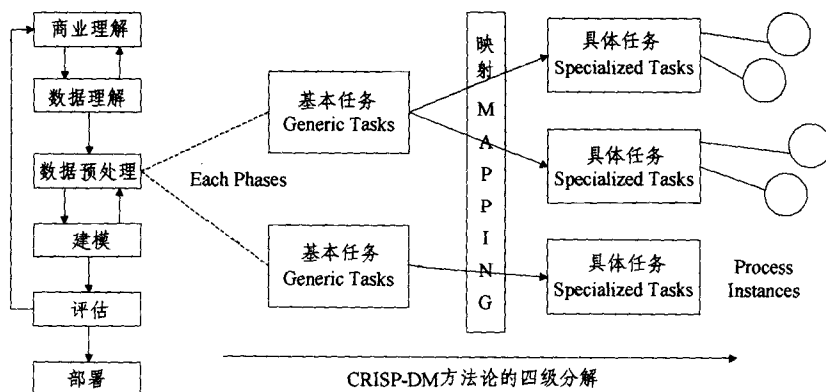 商业理解
数据理解
数据预处理
建模
评估
部署
Each Phases
基本任务
Generic Tasks
基本任务
Generic Tasks
映射 MAPPING
具体任务
Specialized Tasks
具体任务
Specialized Tasks
具体任务
Specialized Tasks
Process
Instances
CRISP-DM方法论的四级分解